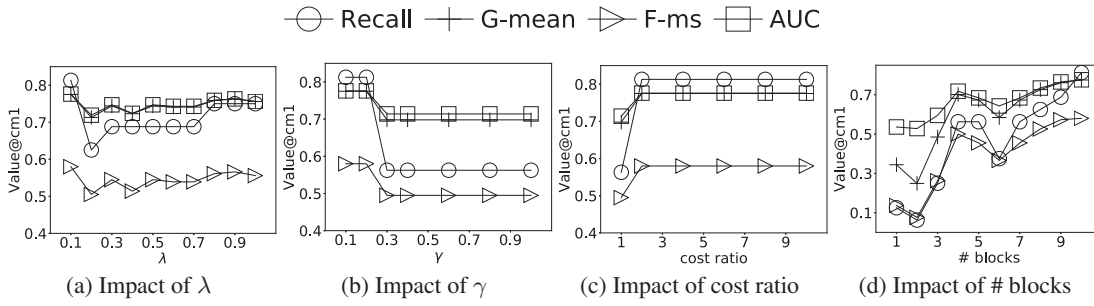 Recall G-mean F-ms AUC
Value@cm1 0.8 0.7 0.6 0.5 0.4
0.1 0.3 0.5 0.7 0.9
λ
(a) Impact of λ
Value@cm1 0.8 0.7 0.6 0.5 0.4
0.1 0.3 0.5 0.7 0.9
γ
(b) Impact of γ
Value@cm1 0.9 0.8 0.7 0.6 0.5 0.4
1 3 5 7 9
cost ratio
(c) Impact of cost ratio
Value@cm1 0.7 0.5 0.3 0.1
1 3 5 7 9
# blocks
(d) Impact of # blocks